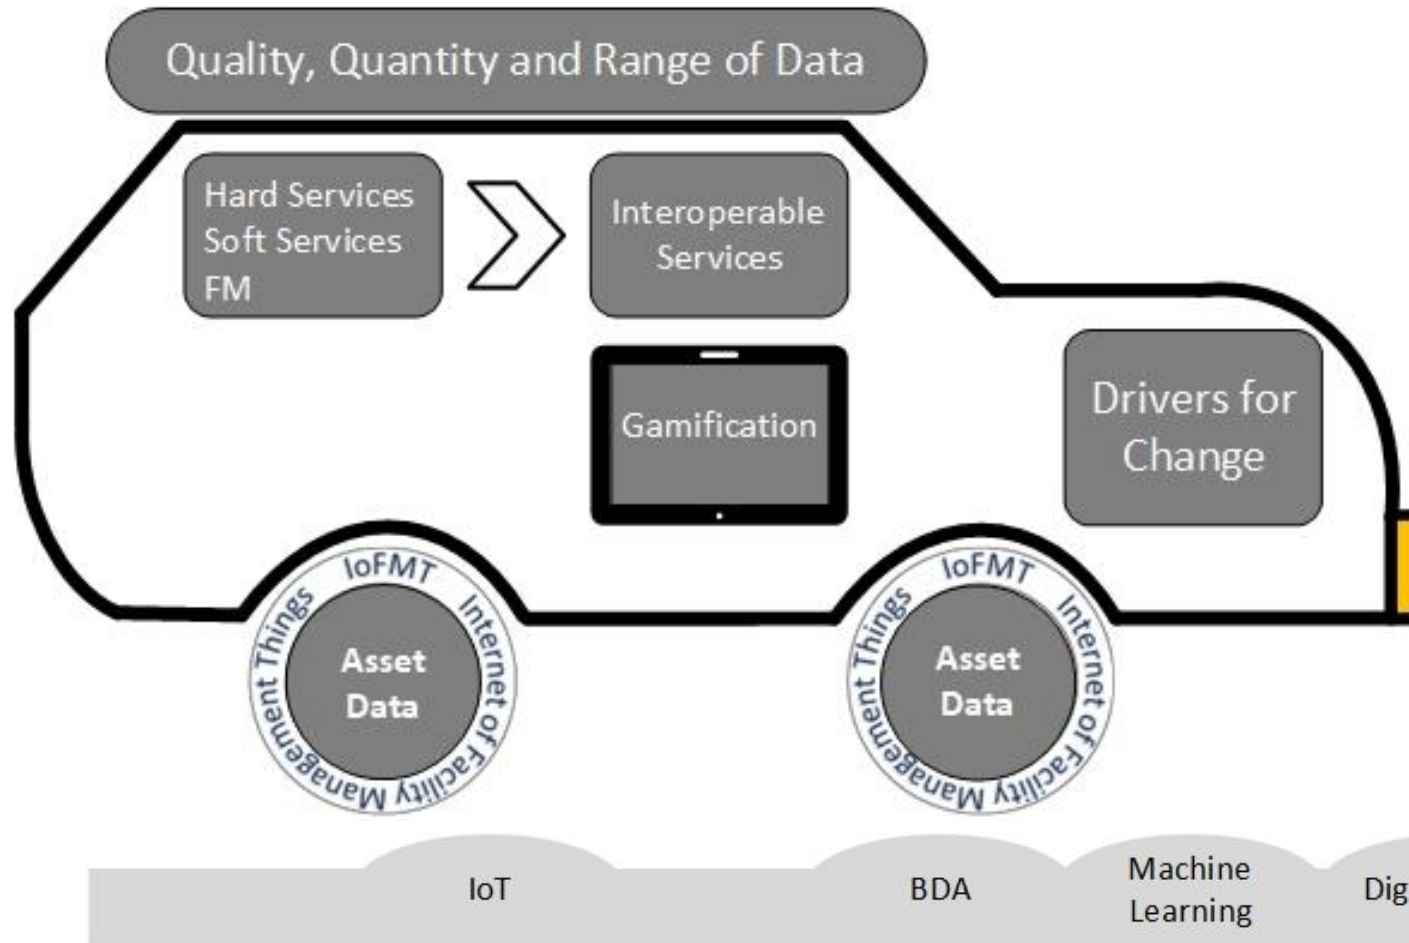 Quality, Quantity and Range of Data
Hard Services
Soft Services
FM
Interoperable
Services
Gamification
Drivers for
Change
IoFMT
Internet of Facility Management Things
Asset
Data
IoFMT
Internet of Facility Management Things
Asset
Data
IoT
BDA
Machine
Learning
Dig